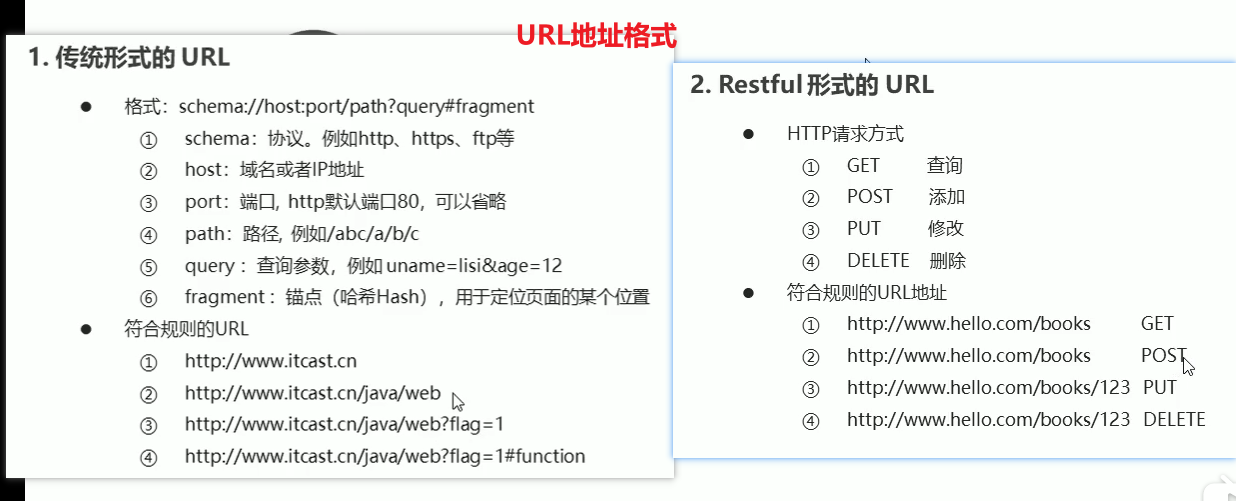 URL地址格式
1. 传统形式的 URL
● 格式：schema://host:port/path?query#fragment
① schema：协议。例如http、https、ftp等
② host：域名或者IP地址
③ port：端口, http默认端口80，可以省略
④ path：路径, 例如/abc/a/b/c
⑤ query ：查询参数，例如 uname=lisi&age=12
⑥ fragment ：锚点（哈希Hash），用于定位页面的某个位置
● 符合规则的URL
① http://www.itcast.cn
② http://www.itcast.cn/java/web
③ http://www.itcast.cn/java/web?flag=1
④ http://www.itcast.cn/java/web?flag=1#function
2. Restful 形式的 URL
● HTTP请求方式
① GET 查询
② POST 添加
③ PUT 修改
④ DELETE 删除
● 符合规则的URL地址
① http://www.hello.com/books GET
② http://www.hello.com/books POST
③ http://www.hello.com/books/123 PUT
④ http://www.hello.com/books/123 DELETE